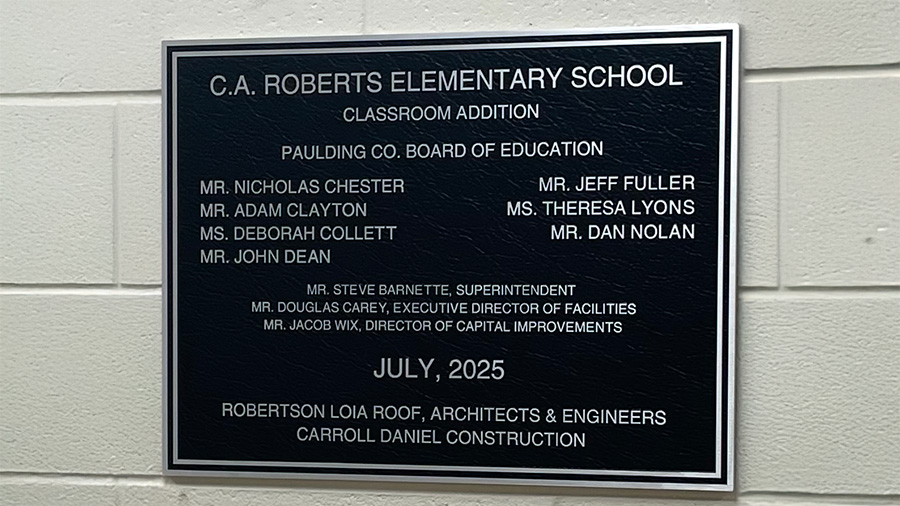 C.A. ROBERTS ELEMENTARY SCHOOL
CLASSROOM ADDITION
PAULDING CO. BOARD OF EDUCATION
MR. NICHOLAS CHESTER MR. JEFF FULLER
MR. ADAM CLAYTON MS. THERESA LYONS
MS. DEBORAH COLLETT MR. DAN NOLAN
MR. JOHN DEAN
MR. STEVE BARNETTE, SUPERINTENDENT
MR. DOUGLAS CAREY, EXECUTIVE DIRECTOR OF FACILITIES
MR. JACOB WIX, DIRECTOR OF CAPITAL IMPROVEMENTS
JULY, 2025
ROBERTSON LOIA ROOF, ARCHITECTS & ENGINEERS
CARROLL DANIEL CONSTRUCTION